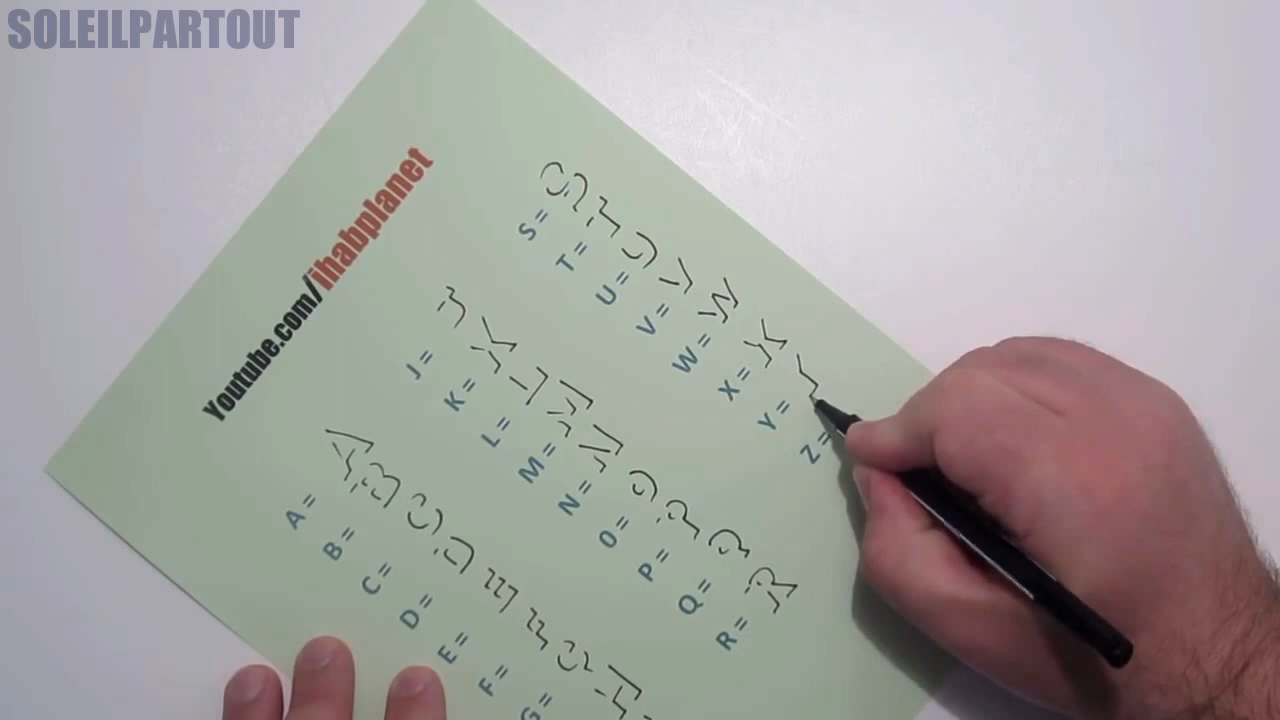 SOLEILPARTOUT
Youtube.com/ihabplanet
A=
B=
C=
D=
E=
F=
G=
J=
K=
L=
M=
N=
O=
P=
Q=
R=
S=
T=
U=
V=
W=
X=
Y=
Z=